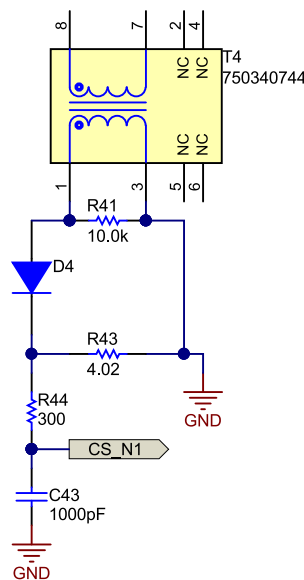 8
7
2
4
NC
NC
T4
750340744
NC
NC
1
3
5
6
R41
10.0k
D4
R43
4.02
R44
300
GND
CS_N1
C43
1000pF
GND